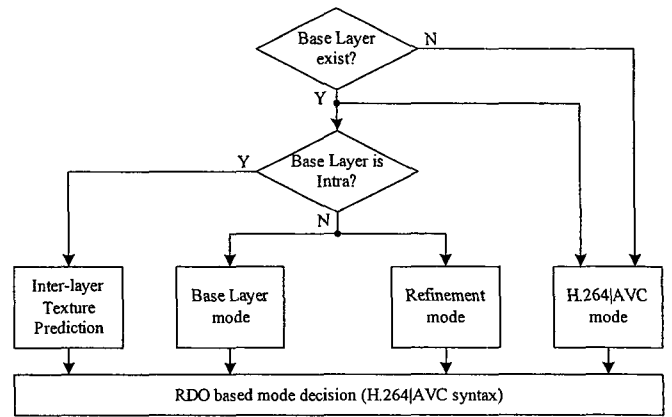 Base Layer
exist?
N
Y
Base Layer is
Intra?
Y
N
Inter-layer
Texture
Prediction
Base Layer
mode
Refinement
mode
H.264|AVC
mode
RDO based mode decision (H.264|AVC syntax)